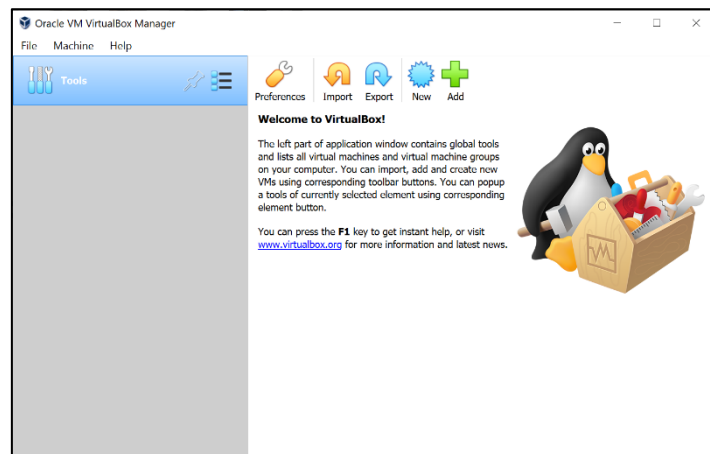 Oracle VM VirtualBox Manager
File Machine Help
Tools
Preferences Import Export New Add
Welcome to VirtualBox!
The left part of application window contains global tools
and lists all virtual machines and virtual machine groups
on your computer. You can import, add and create new
VMs using corresponding toolbar buttons. You can popup
a tools of currently selected element using corresponding
element button.
You can press the F1 key to get instant help, or visit
www.virtualbox.org for more information and latest news.